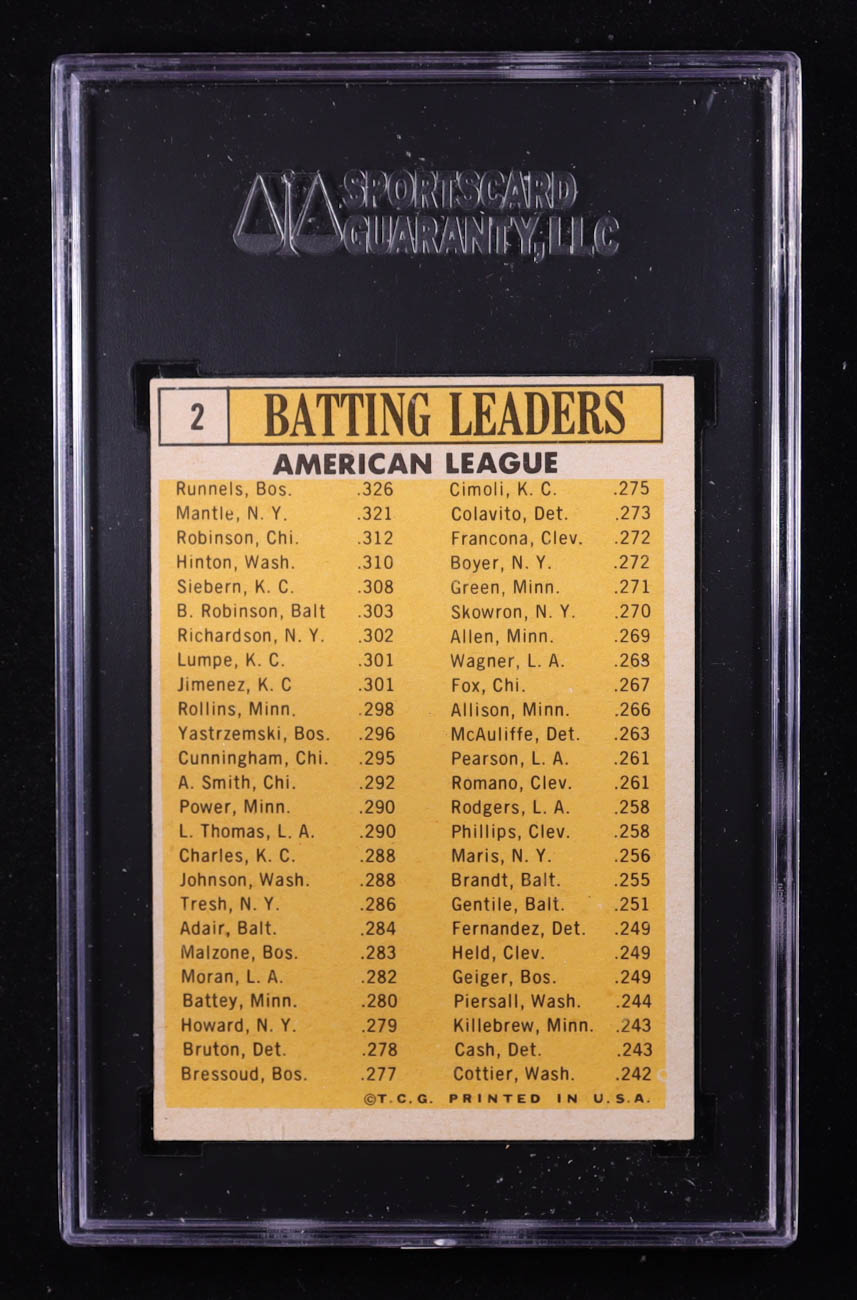 SPORTSCARD
GUARANTY, LLC
2 BATTING LEADERS
AMERICAN LEAGUE
Runnels, Bos. .326 Cimoli, K. C. .275
Mantle, N. Y. .321 Colavito, Det. .273
Robinson, Chi. .312 Francona, Clev. .272
Hinton, Wash. .310 Boyer, N. Y. .272
Siebern, K. C. .308 Green, Minn. .271
B. Robinson, Balt .303 Skowron, N. Y. .270
Richardson, N. Y. .302 Allen, Minn. .269
Lumpe, K. C. .301 Wagner, L. A. .268
Jimenez, K. C .301 Fox, Chi. .267
Rollins, Minn. .298 Allison, Minn. .266
Yastrzemski, Bos. .296 McAuliffe, Det. .263
Cunningham, Chi. .295 Pearson, L. A. .261
A. Smith, Chi. .292 Romano, Clev. .261
Power, Minn. .290 Rodgers, L. A. .258
L. Thomas, L. A. .290 Phillips, Clev. .258
Charles, K. C. .288 Maris, N. Y. .256
Johnson, Wash. .288 Brandt, Balt. .255
Tresh, N. Y. .286 Gentile, Balt. .251
Adair, Balt. .284 Fernandez, Det. .249
Malzone, Bos. .283 Held, Clev. .249
Moran, L. A. .282 Geiger, Bos. .249
Battey, Minn. .280 Piersall, Wash. .244
Howard, N. Y. .279 Killebrew, Minn. .243
Bruton, Det. .278 Cash, Det. .243
Bressoud, Bos. .277 Cottier, Wash. .242
©T.C.G. PRINTED IN U.S.A.